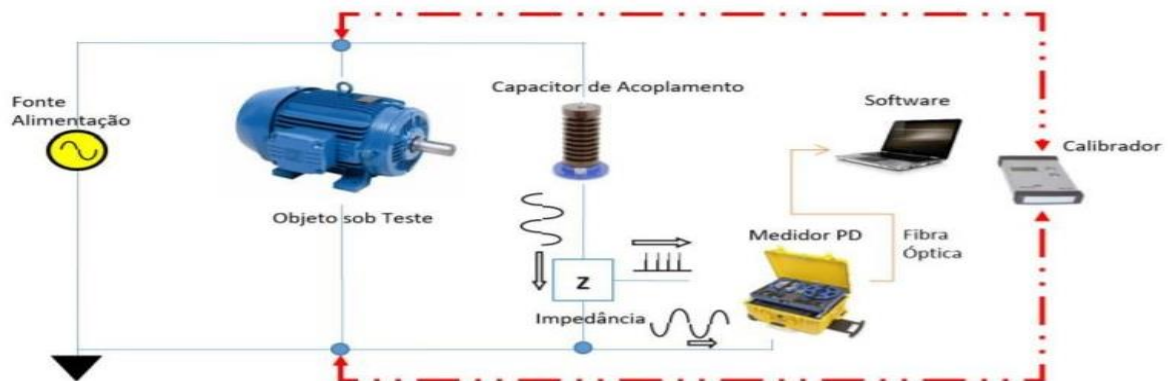 Fonte
Alimentação
Objeto sob Teste
Capacitor de Acoplamento
Software
Calibrador
Medidor PD
Fibra
Óptica
Z
Impedância